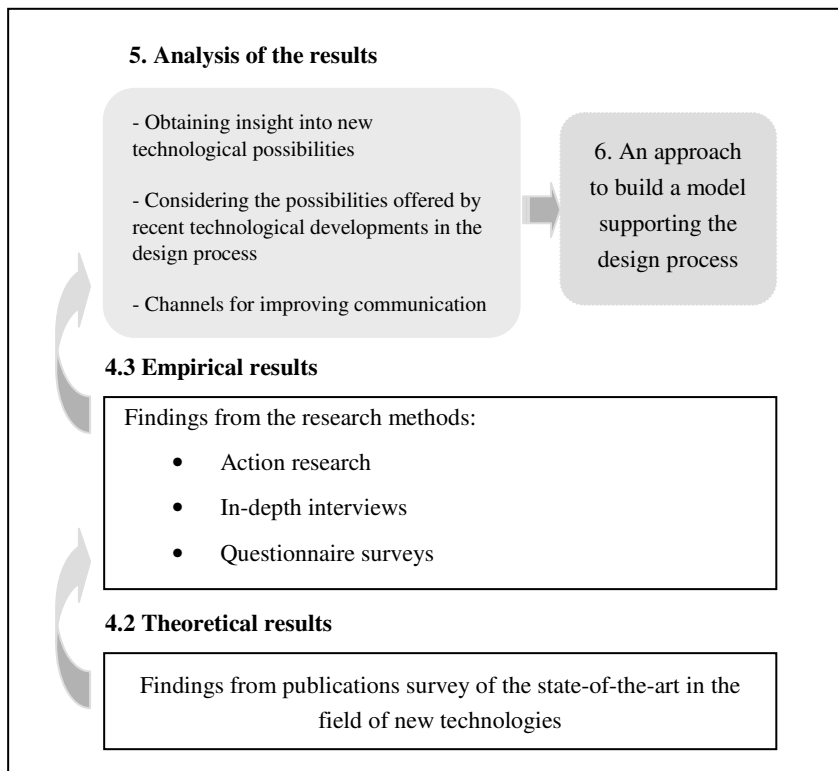 5. Analysis of the results
- Obtaining insight into new
technological possibilities
- Considering the possibilities offered by
recent technological developments in the
design process
- Channels for improving communication
6. An approach
to build a model
supporting the
design process
4.3 Empirical results
Findings from the research methods:
• Action research
• In-depth interviews
• Questionnaire surveys
4.2 Theoretical results
Findings from publications survey of the state-of-the-art in the
field of new technologies